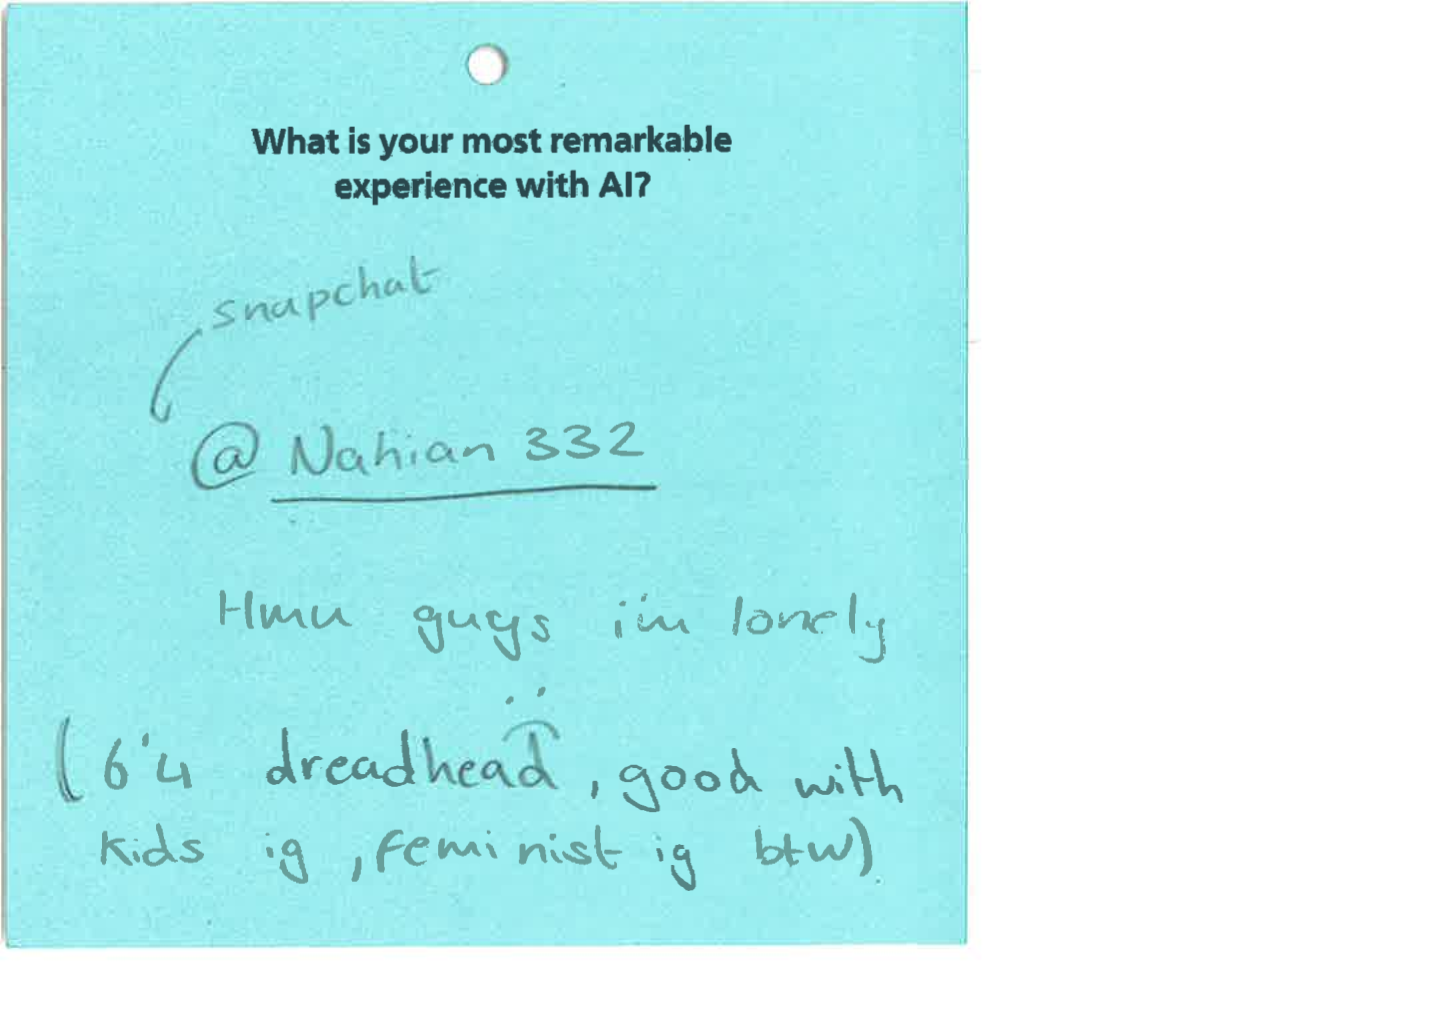 What is your most remarkable
experience with AI?
snapchat
@ Nahian 332
Hmu guys i'm lonely
(6'4 dreadhead, good with
kids ig, feminist ig btw)